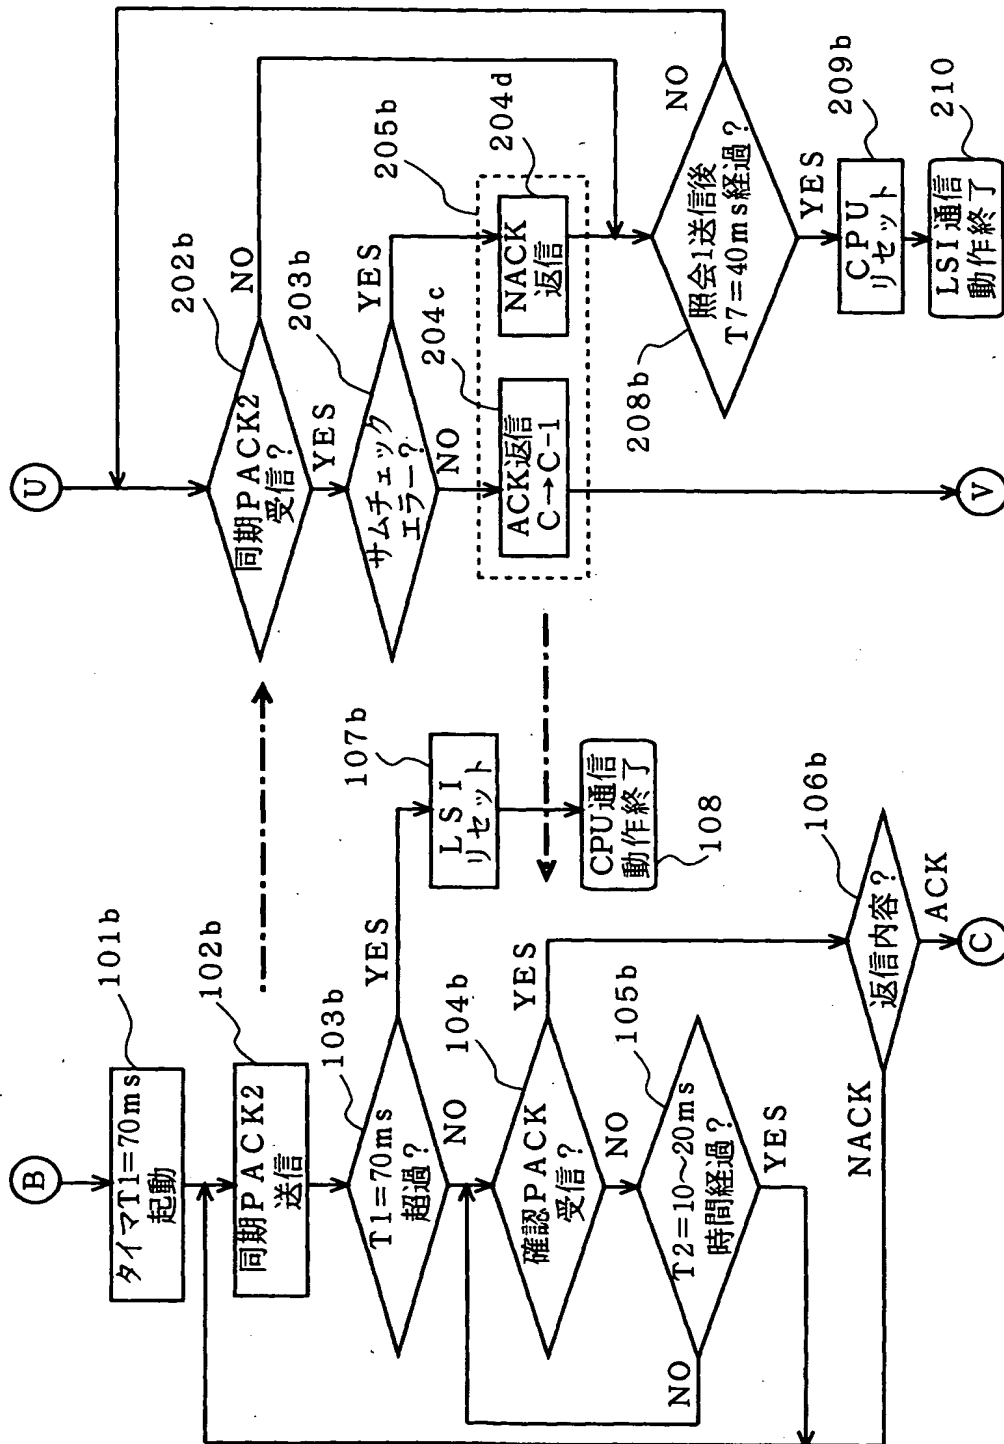 B
タイマT1=70ms
起動
101b
同期PACK2
送信
102b
T1=70ms
超過?
103b
YES
NO
LSI
リセット
107b
CPU通信
動作終了
108
確認PACK
受信?
104b
YES
NO
T2=10~20ms
時間経過?
105b
NO
YES
返信内容?
106b
NACK
ACK
C
U
同期PACK2
受信?
202b
NO
YES
サムチェック
エラー?
203b
YES
NO
205b
ACK返信
C→C-1
204c
NACK
返信
204d
照会1送信後
T7=40ms経過?
208b
NO
YES
CPU
リセット
209b
LSI通信
動作終了
210
V